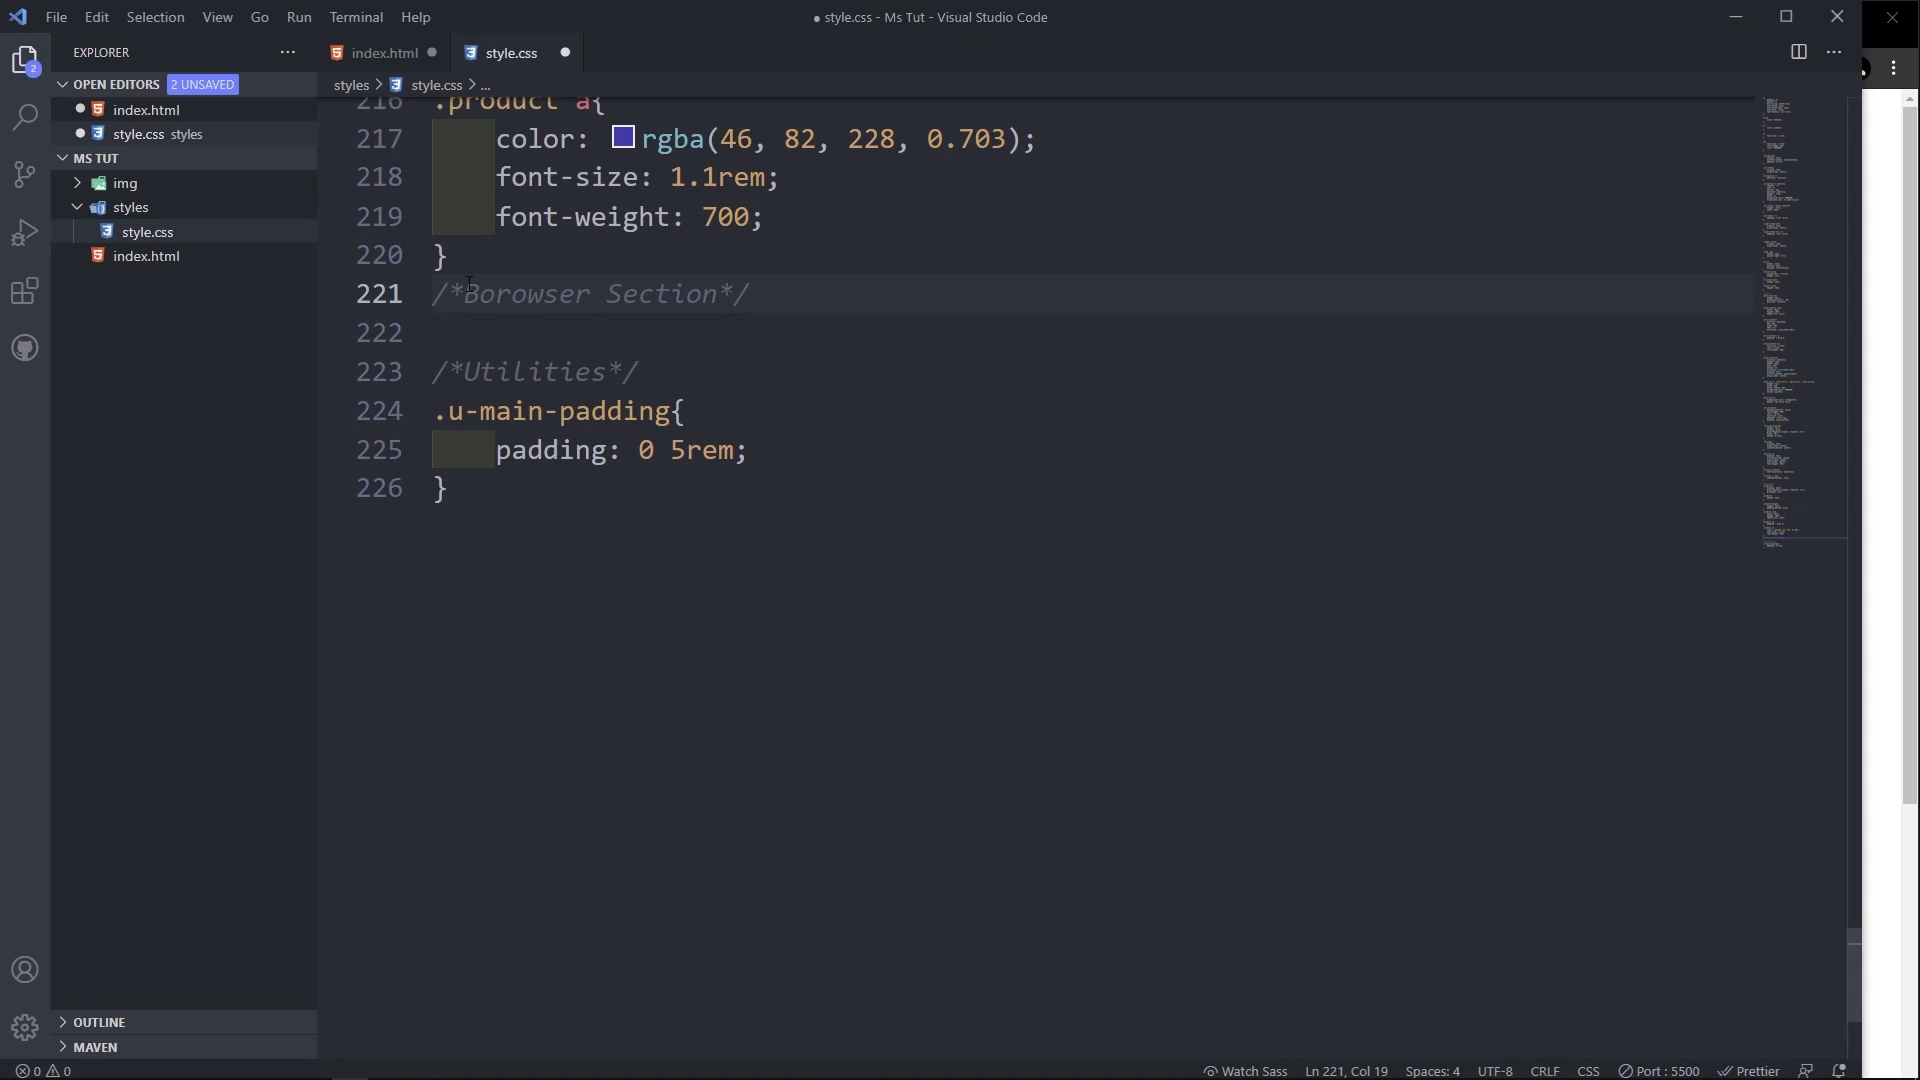 File Edit Selection View Go Run Terminal Help
● style.css - Ms Tut - Visual Studio Code
EXPLORER
index.html
style.css
OPEN EDITORS 2 UNSAVED
styles > style.css > ...
index.html
style.css styles
MS TUT
img
styles
style.css
index.html
216 .product a{
217 color: rgba(46, 82, 228, 0.703);
218 font-size: 1.1rem;
219 font-weight: 700;
220 }
221 /*Borowser Section*/
222
223 /*Utilities*/
224 .u-main-padding{
225 padding: 0 5rem;
226 }
2
OUTLINE
MAVEN
0 0
Watch Sass Ln 221, Col 19 Spaces: 4 UTF-8 CRLF CSS Port : 5500 Prettier